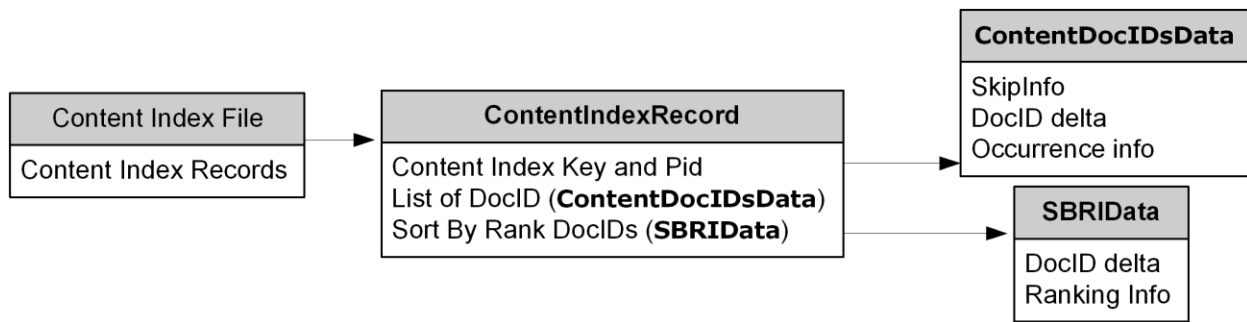 Content Index File
Content Index Records
ContentIndexRecord
Content Index Key and Pid
List of DocID (ContentDocIDsData)
Sort By Rank DocIDs (SBRIData)
ContentDocIDsData
SkipInfo
DocID delta
Occurrence info
SBRIData
DocID delta
Ranking Info